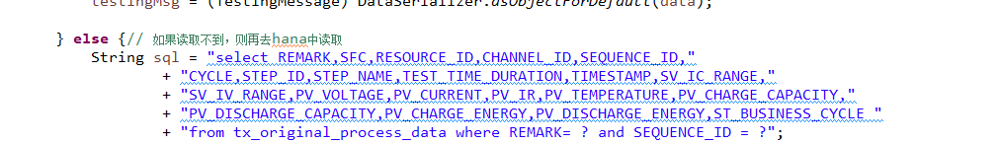 testingMsg = (TestingMessage) DataSerializer.asObjectForDefault(data);
} else {// 如果读取不到，则再去hana中读取
String sql = "select REMARK,SFC,RESOURCE_ID,CHANNEL_ID,SEQUENCE_ID,"
+ "CYCLE,STEP_ID,STEP_NAME,TEST_TIME_DURATION,TIMESTAMP,SV_IC_RANGE,"
+ "SV_IV_RANGE,PV_VOLTAGE,PV_CURRENT,PV_IR,PV_TEMPERATURE,PV_CHARGE_CAPACITY,"
+ "PV_DISCHARGE_CAPACITY,PV_CHARGE_ENERGY,PV_DISCHARGE_ENERGY,ST_BUSINESS_CYCLE "
+ "from tx_original_process_data where REMARK= ? and SEQUENCE_ID = ?";